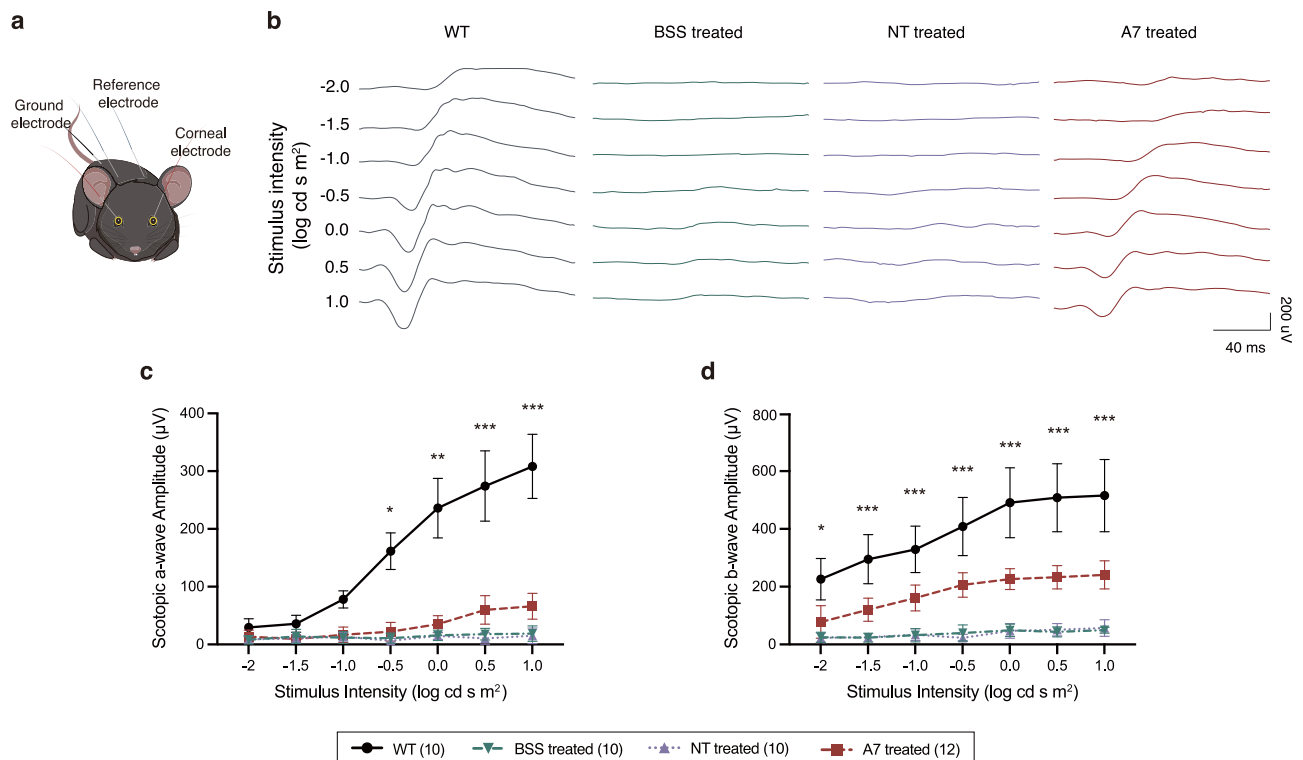 a
Ground
electrode
Reference
electrode
Corneal
electrode
b
WT
BSS treated
NT treated
A7 treated
Stimulus intensity
(log cd s m²)
-2.0
-1.5
-1.0
-0.5
0.0
0.5
1.0
200 uV
40 ms
c
Scotopic a-wave Amplitude (µV)
400
300
200
100
0
*
**
***
***
-2 -1.5 -1.0 -0.5 0.0 0.5 1.0
Stimulus Intensity (log cd s m²)
d
Scotopic b-wave Amplitude (µV)
800
600
400
200
0
*
***
***
***
***
***
***
-2 -1.5 -1.0 -0.5 0.0 0.5 1.0
Stimulus Intensity (log cd s m²)
WT (10) BSS treated (10) NT treated (10) A7 treated (12)